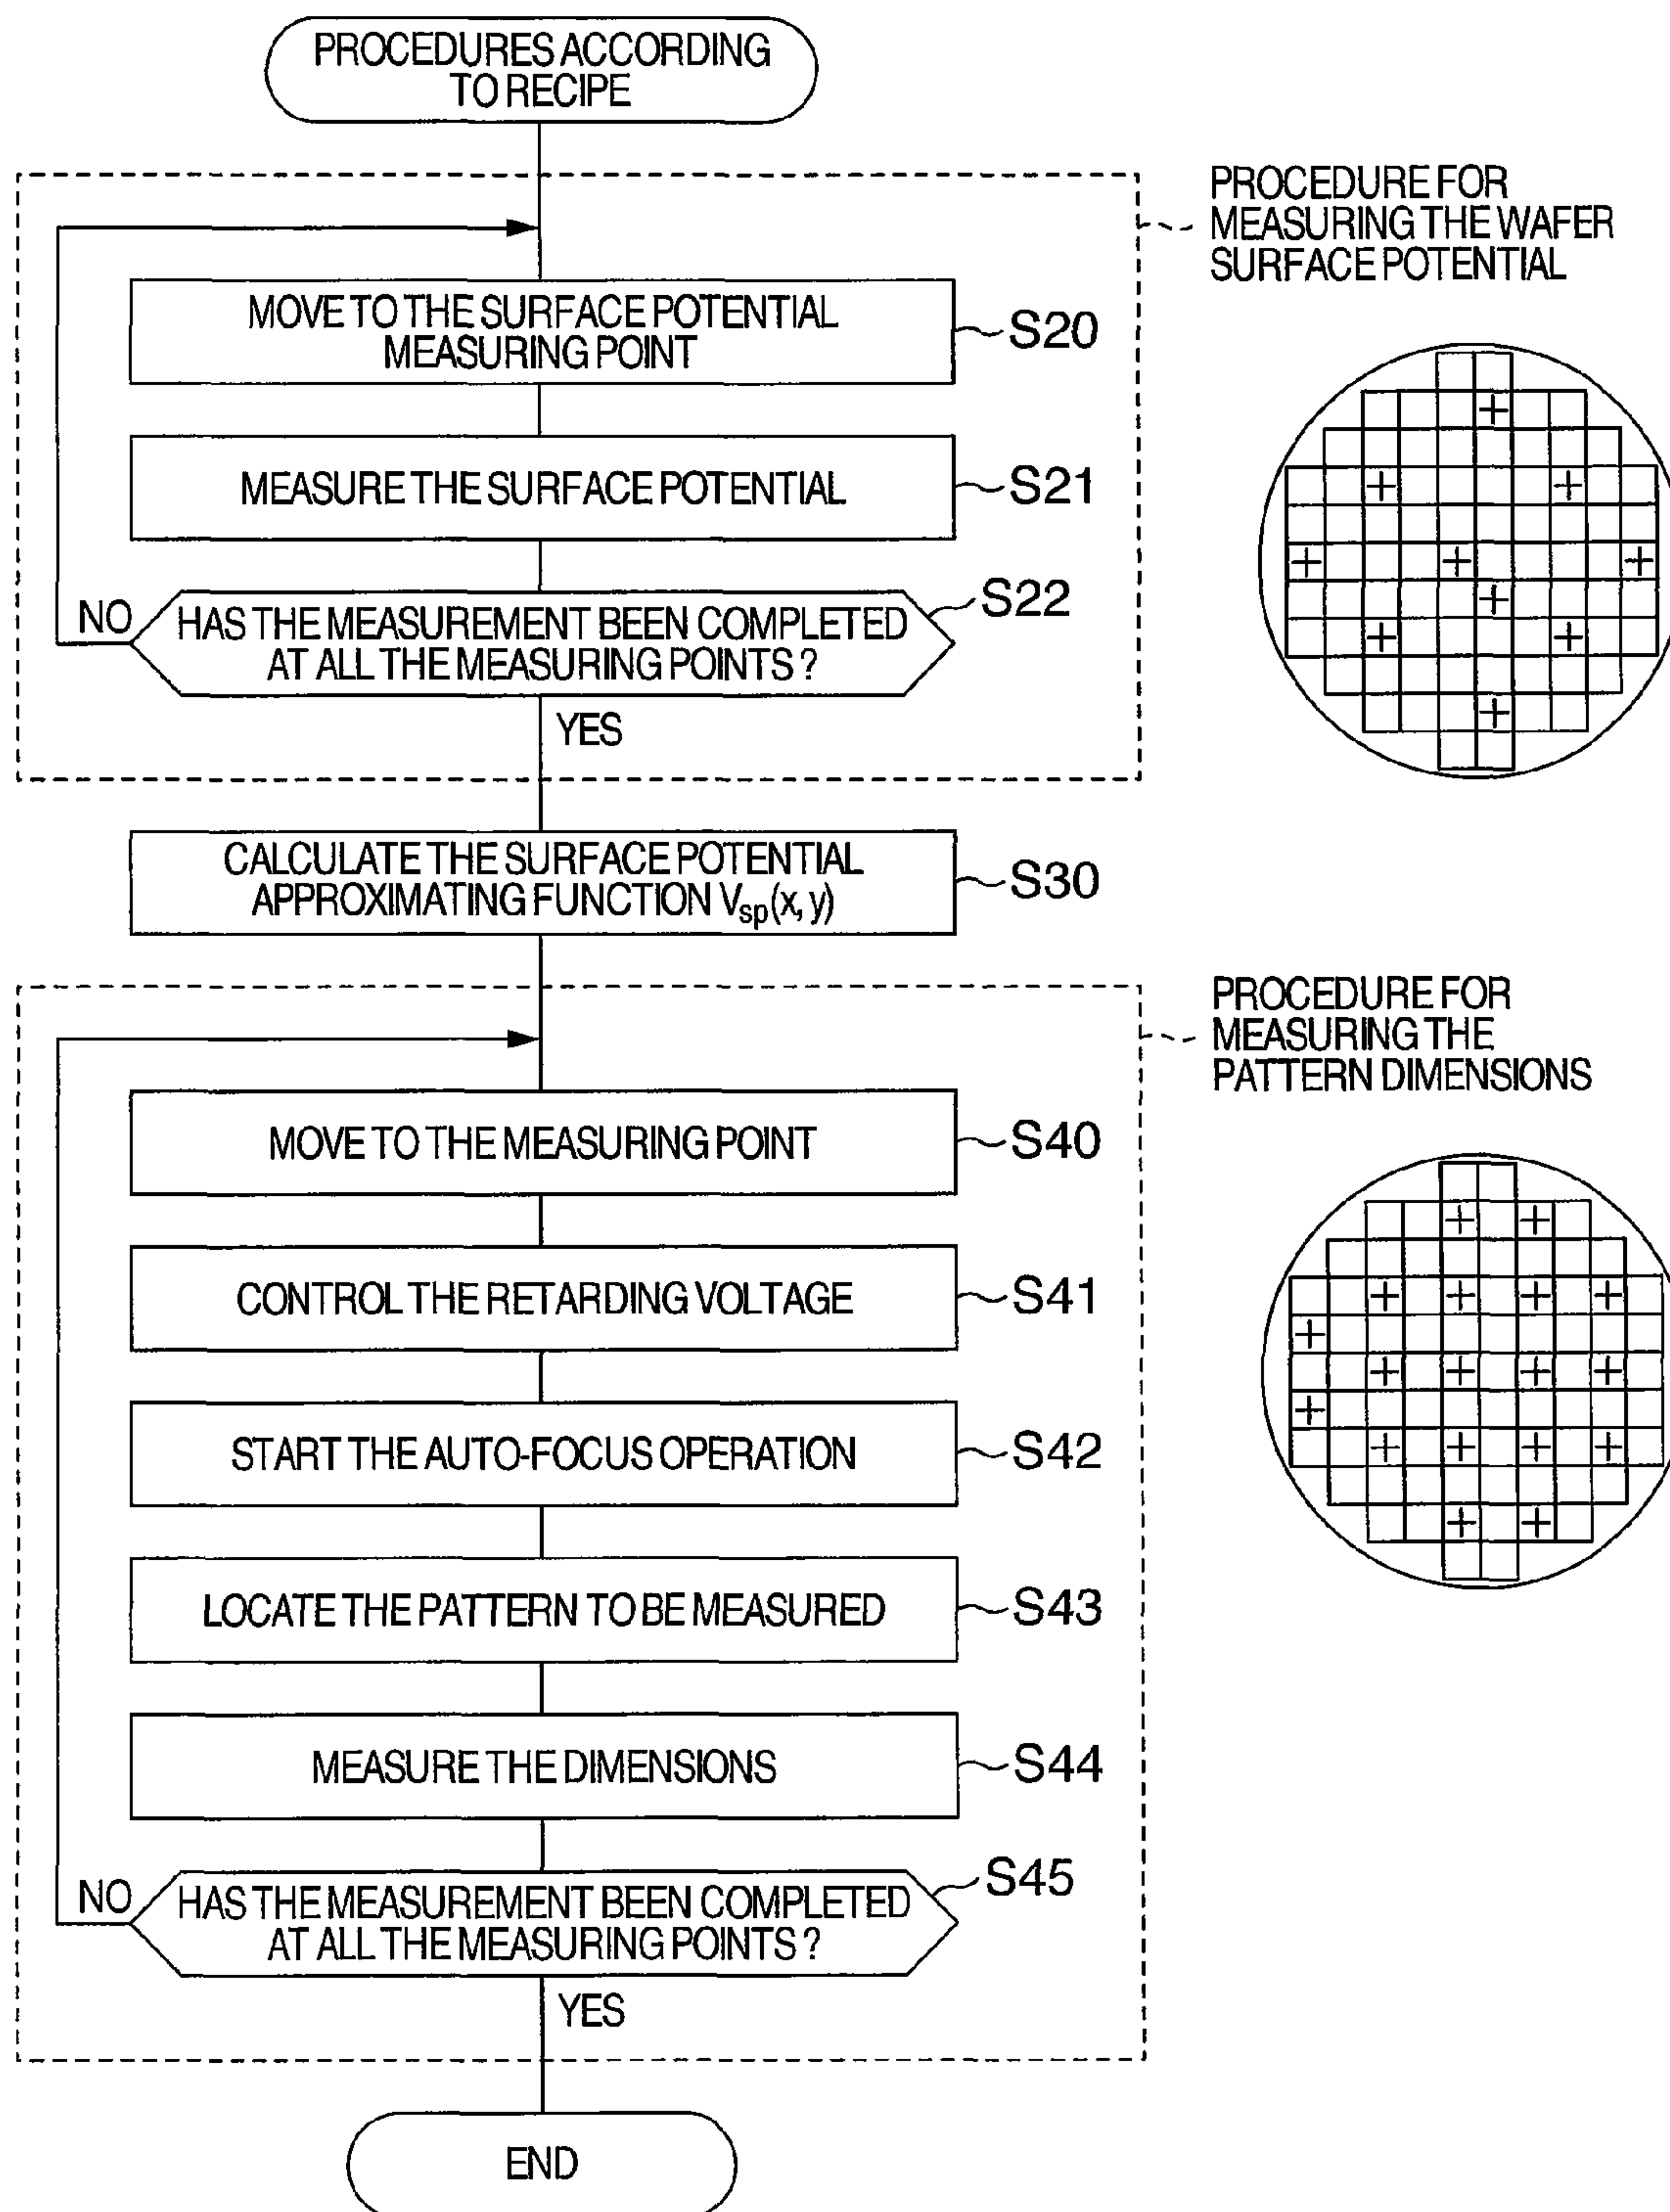 PROCEDURES ACCORDING
TO RECIPE
PROCEDURE FOR
MEASURING THE WAFER
SURFACE POTENTIAL
MOVE TO THE SURFACE POTENTIAL
MEASURING POINT
S20
MEASURE THE SURFACE POTENTIAL
S21
S22
NO
HAS THE MEASUREMENT BEEN COMPLETED
AT ALL THE MEASURING POINTS ?
YES
CALCULATE THE SURFACE POTENTIAL
APPROXIMATING FUNCTION Vsp(x, y)
S30
PROCEDURE FOR
MEASURING THE
PATTERN DIMENSIONS
MOVE TO THE MEASURING POINT
S40
CONTROL THE RETARDING VOLTAGE
S41
START THE AUTO-FOCUS OPERATION
S42
LOCATE THE PATTERN TO BE MEASURED
S43
MEASURE THE DIMENSIONS
S44
S45
NO
HAS THE MEASUREMENT BEEN COMPLETED
AT ALL THE MEASURING POINTS ?
YES
END